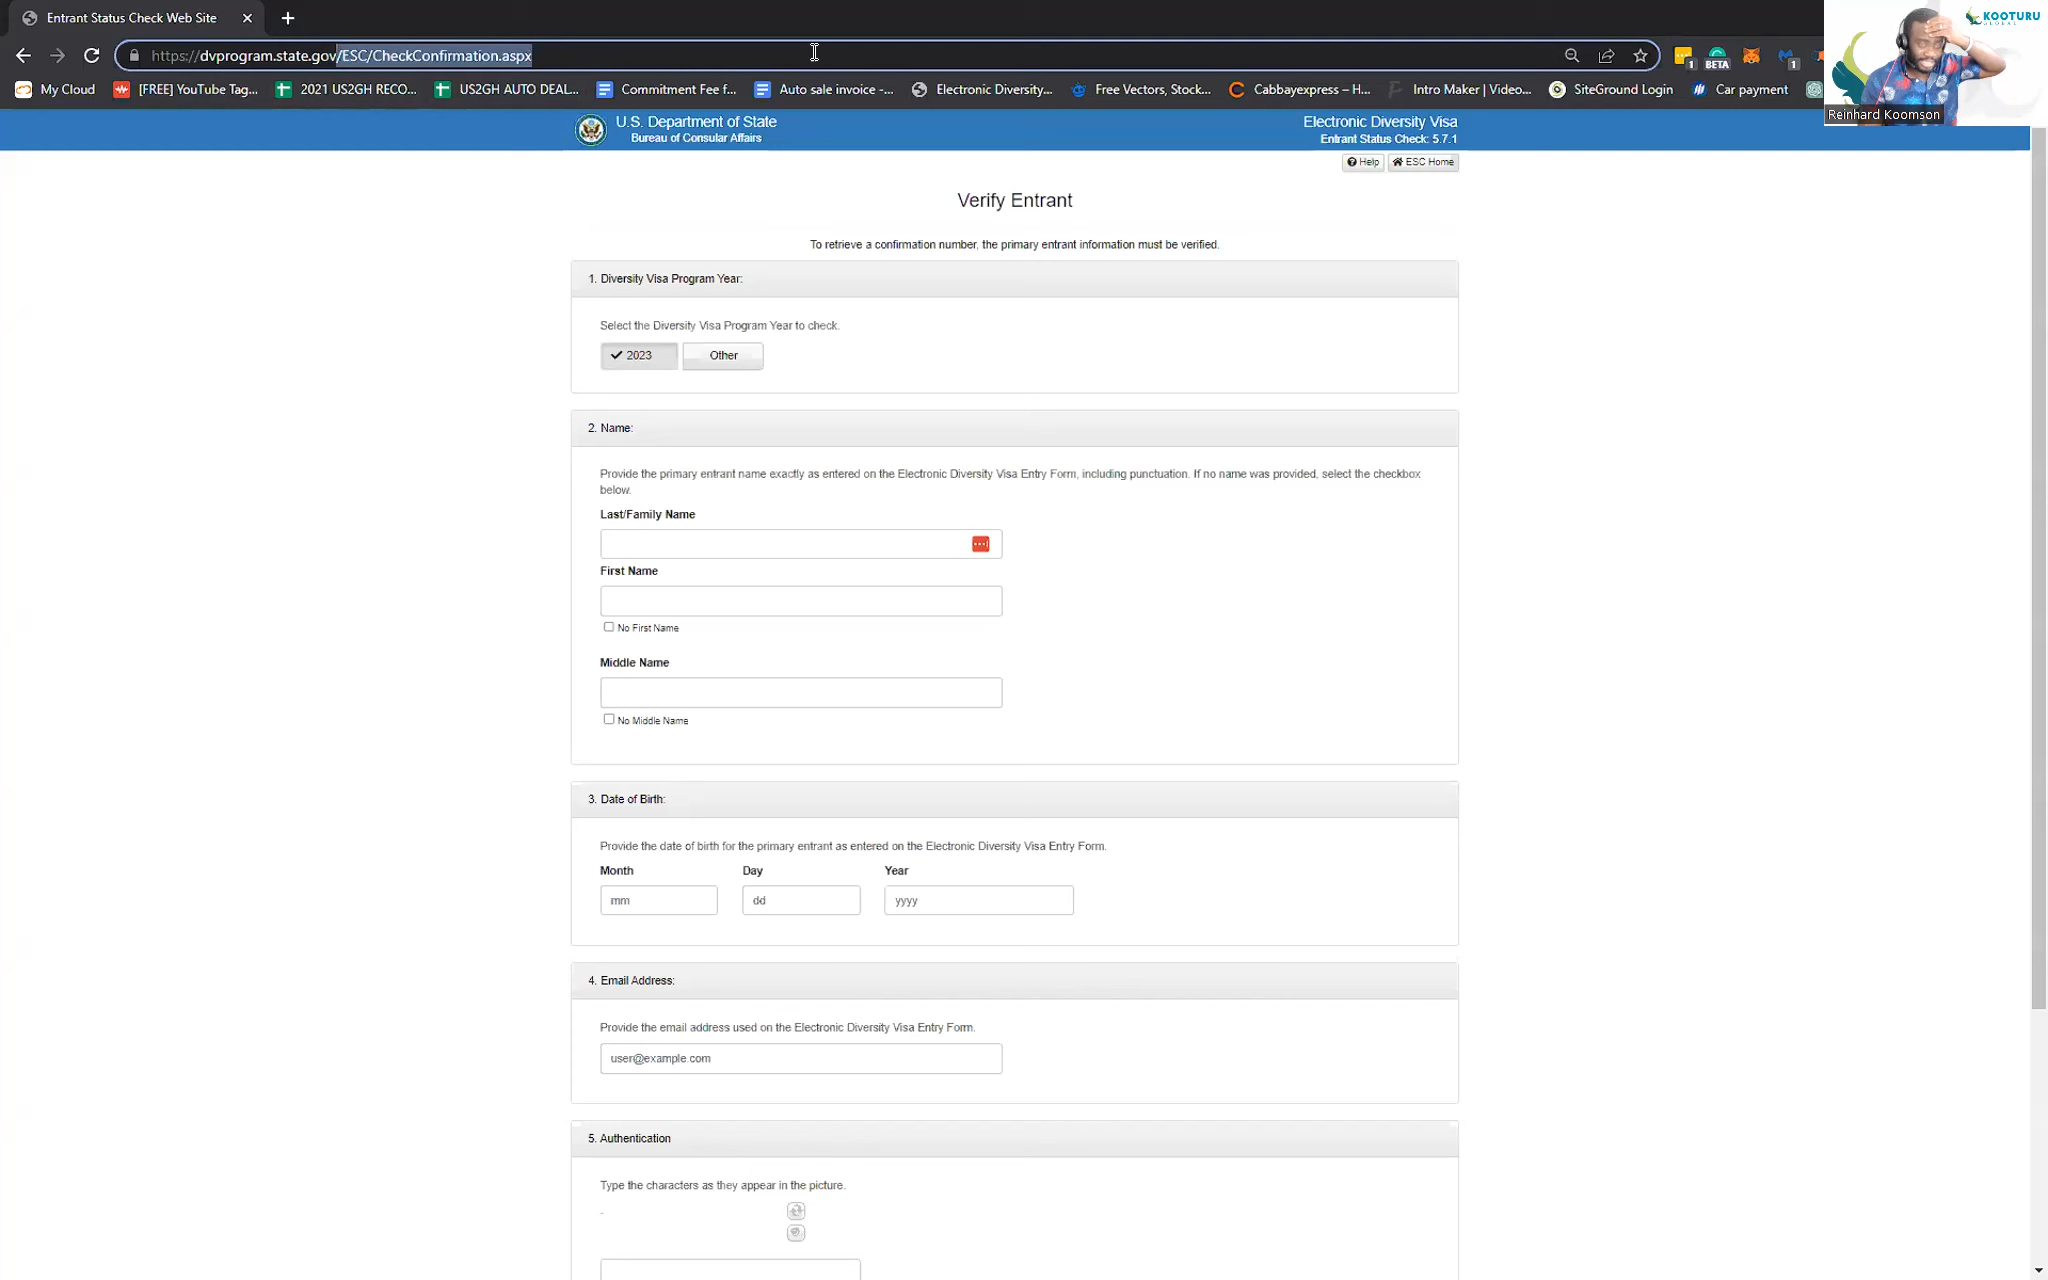 Entrant Status Check Web Site
https://dvprogram.state.gov/ESC/CheckConfirmation.aspx
1
BETA
1
KOOTURU
GLOBAL
Reinhard Koomson
My Cloud
[FREE] YouTube Tag...
2021 US2GH RECO...
US2GH AUTO DEAL...
Commitment Fee f...
Auto sale invoice -...
Electronic Diversity...
Free Vectors, Stock...
Cabbayexpress – H...
Intro Maker | Video...
SiteGround Login
Car payment
U.S. Department of State
Bureau of Consular Affairs
Electronic Diversity Visa
Entrant Status Check: 5.7.1
Help
ESC Home
Verify Entrant
To retrieve a confirmation number, the primary entrant information must be verified.
1. Diversity Visa Program Year:
Select the Diversity Visa Program Year to check.
2023
Other
2. Name:
Provide the primary entrant name exactly as entered on the Electronic Diversity Visa Entry Form, including punctuation. If no name was provided, select the checkbox
below.
Last/Family Name
First Name
No First Name
Middle Name
No Middle Name
3. Date of Birth:
Provide the date of birth for the primary entrant as entered on the Electronic Diversity Visa Entry Form.
Month
Day
Year
mm
dd
yyyy
4. Email Address:
Provide the email address used on the Electronic Diversity Visa Entry Form.
user@example.com
5. Authentication
Type the characters as they appear in the picture.